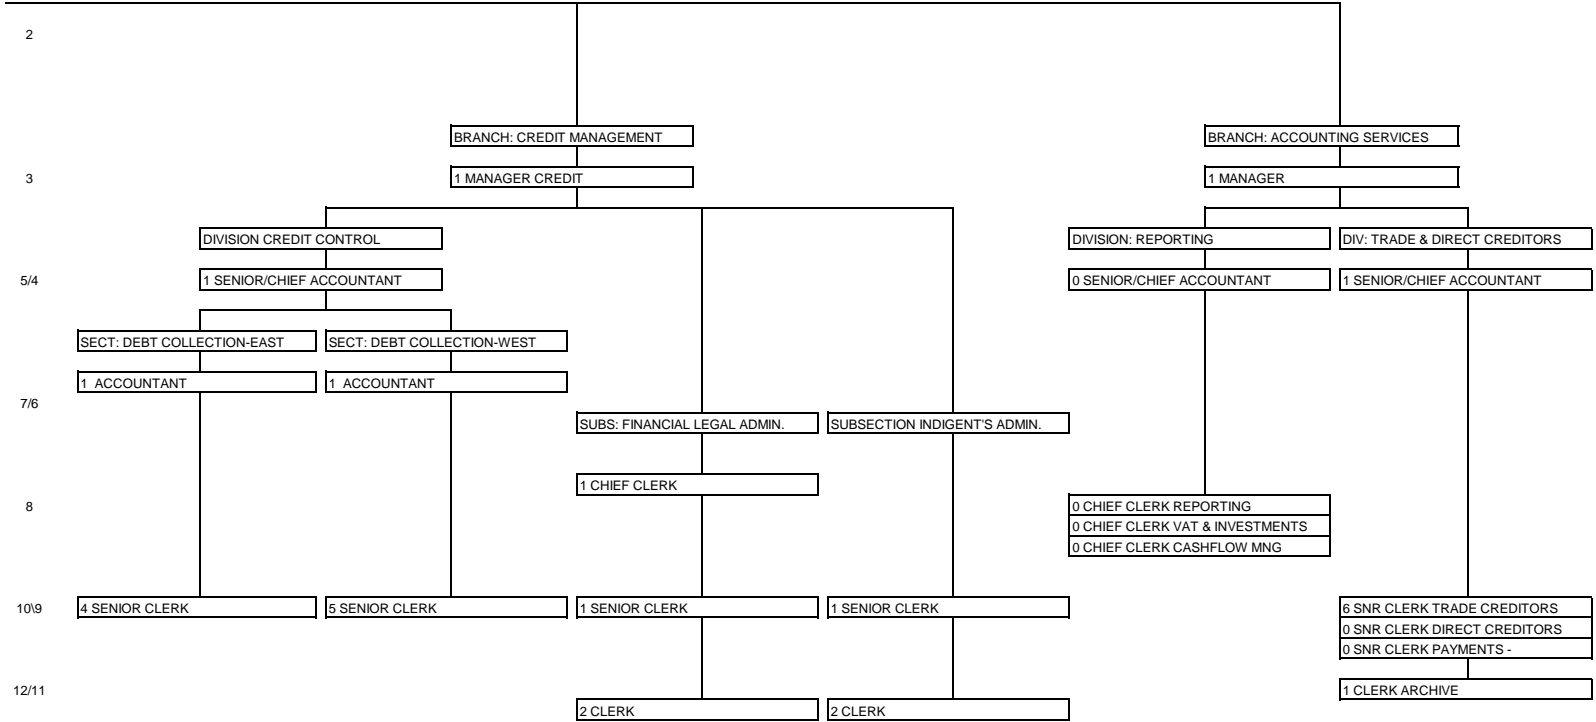 2
BRANCH: CREDIT MANAGEMENT
BRANCH: ACCOUNTING SERVICES
3
1 MANAGER CREDIT
1 MANAGER
DIVISION CREDIT CONTROL
DIVISION: REPORTING
DIV: TRADE & DIRECT CREDITORS
5/4
1 SENIOR/CHIEF ACCOUNTANT
0 SENIOR/CHIEF ACCOUNTANT
1 SENIOR/CHIEF ACCOUNTANT
SECT: DEBT COLLECTION-EAST
SECT: DEBT COLLECTION-WEST
1  ACCOUNTANT
1  ACCOUNTANT
7/6
SUBS: FINANCIAL LEGAL ADMIN.
SUBSECTION INDIGENT'S ADMIN.
1 CHIEF CLERK
8
0 CHIEF CLERK REPORTING
0 CHIEF CLERK VAT & INVESTMENTS
0 CHIEF CLERK CASHFLOW MNG
10\9
4 SENIOR CLERK
5 SENIOR CLERK
1 SENIOR CLERK
1 SENIOR CLERK
6 SNR CLERK TRADE CREDITORS
0 SNR CLERK DIRECT CREDITORS
0 SNR CLERK PAYMENTS -
12/11
1 CLERK ARCHIVE
2 CLERK
2 CLERK